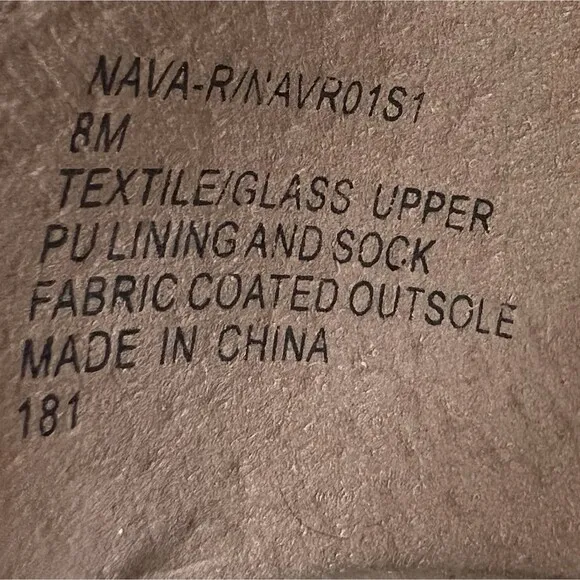 NAVA-R/NAVR01S1
8M
TEXTILE/GLASS UPPER
PU LINING AND SOCK
FABRIC COATED OUTSOLE
MADE IN CHINA
181